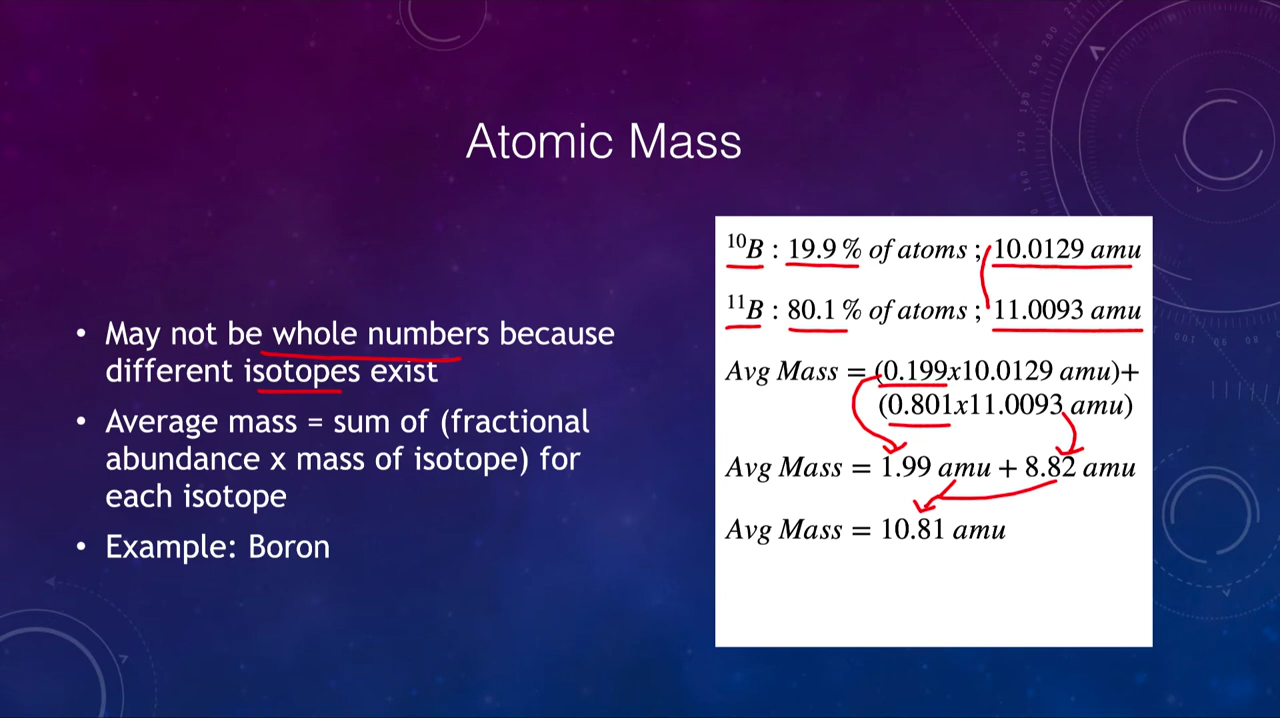 Atomic Mass
• May not be whole numbers because
different isotopes exist
• Average mass = sum of (fractional
abundance x mass of isotope) for
each isotope
• Example: Boron
¹⁰B : 19.9 % of atoms ; 10.0129 amu
¹¹B : 80.1 % of atoms ; 11.0093 amu
Avg Mass = (0.199x10.0129 amu)+
(0.801x11.0093 amu)
Avg Mass = 1.99 amu + 8.82 amu
Avg Mass = 10.81 amu